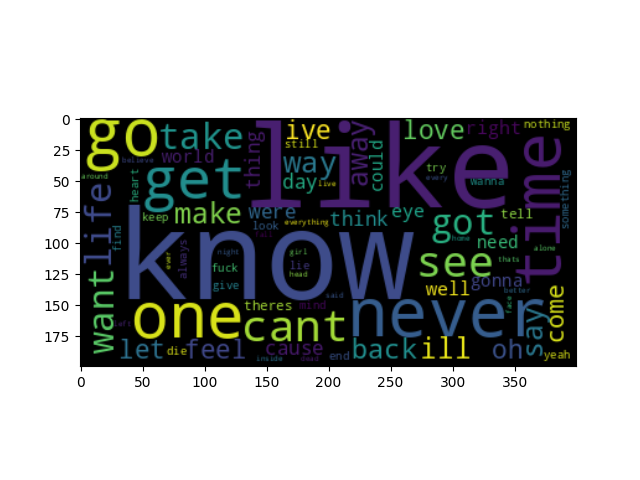 0
25
50
75
100
125
150
175
0 50 100 150 200 250 300 350
go take like ive love right nothing
believe world thing still away could time
around get way day live try every wanna something
heart life keep make were think eye got tell
look everything find know home need alone
always ever night fuck give girl lie head see thats
want one theres mind said never well gonna better face
left cant say come
let die feel cause inside dead end back ill oh yeah
fall